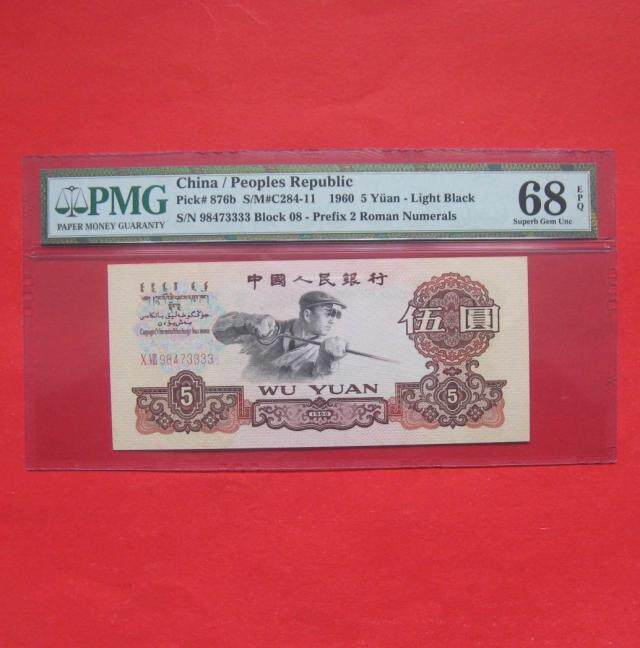 PMG
PAPER MONEY GUARANTY
China / Peoples Republic
Pick# 876b S/M#C284-11 1960 5 Yüan - Light Black
S/N 98473333 Block 08 - Prefix 2 Roman Numerals
68 EPQ
Superb Gem Unc
中國人民銀行
X VIII 98473333
伍圓
WU YUAN
5
1960
5